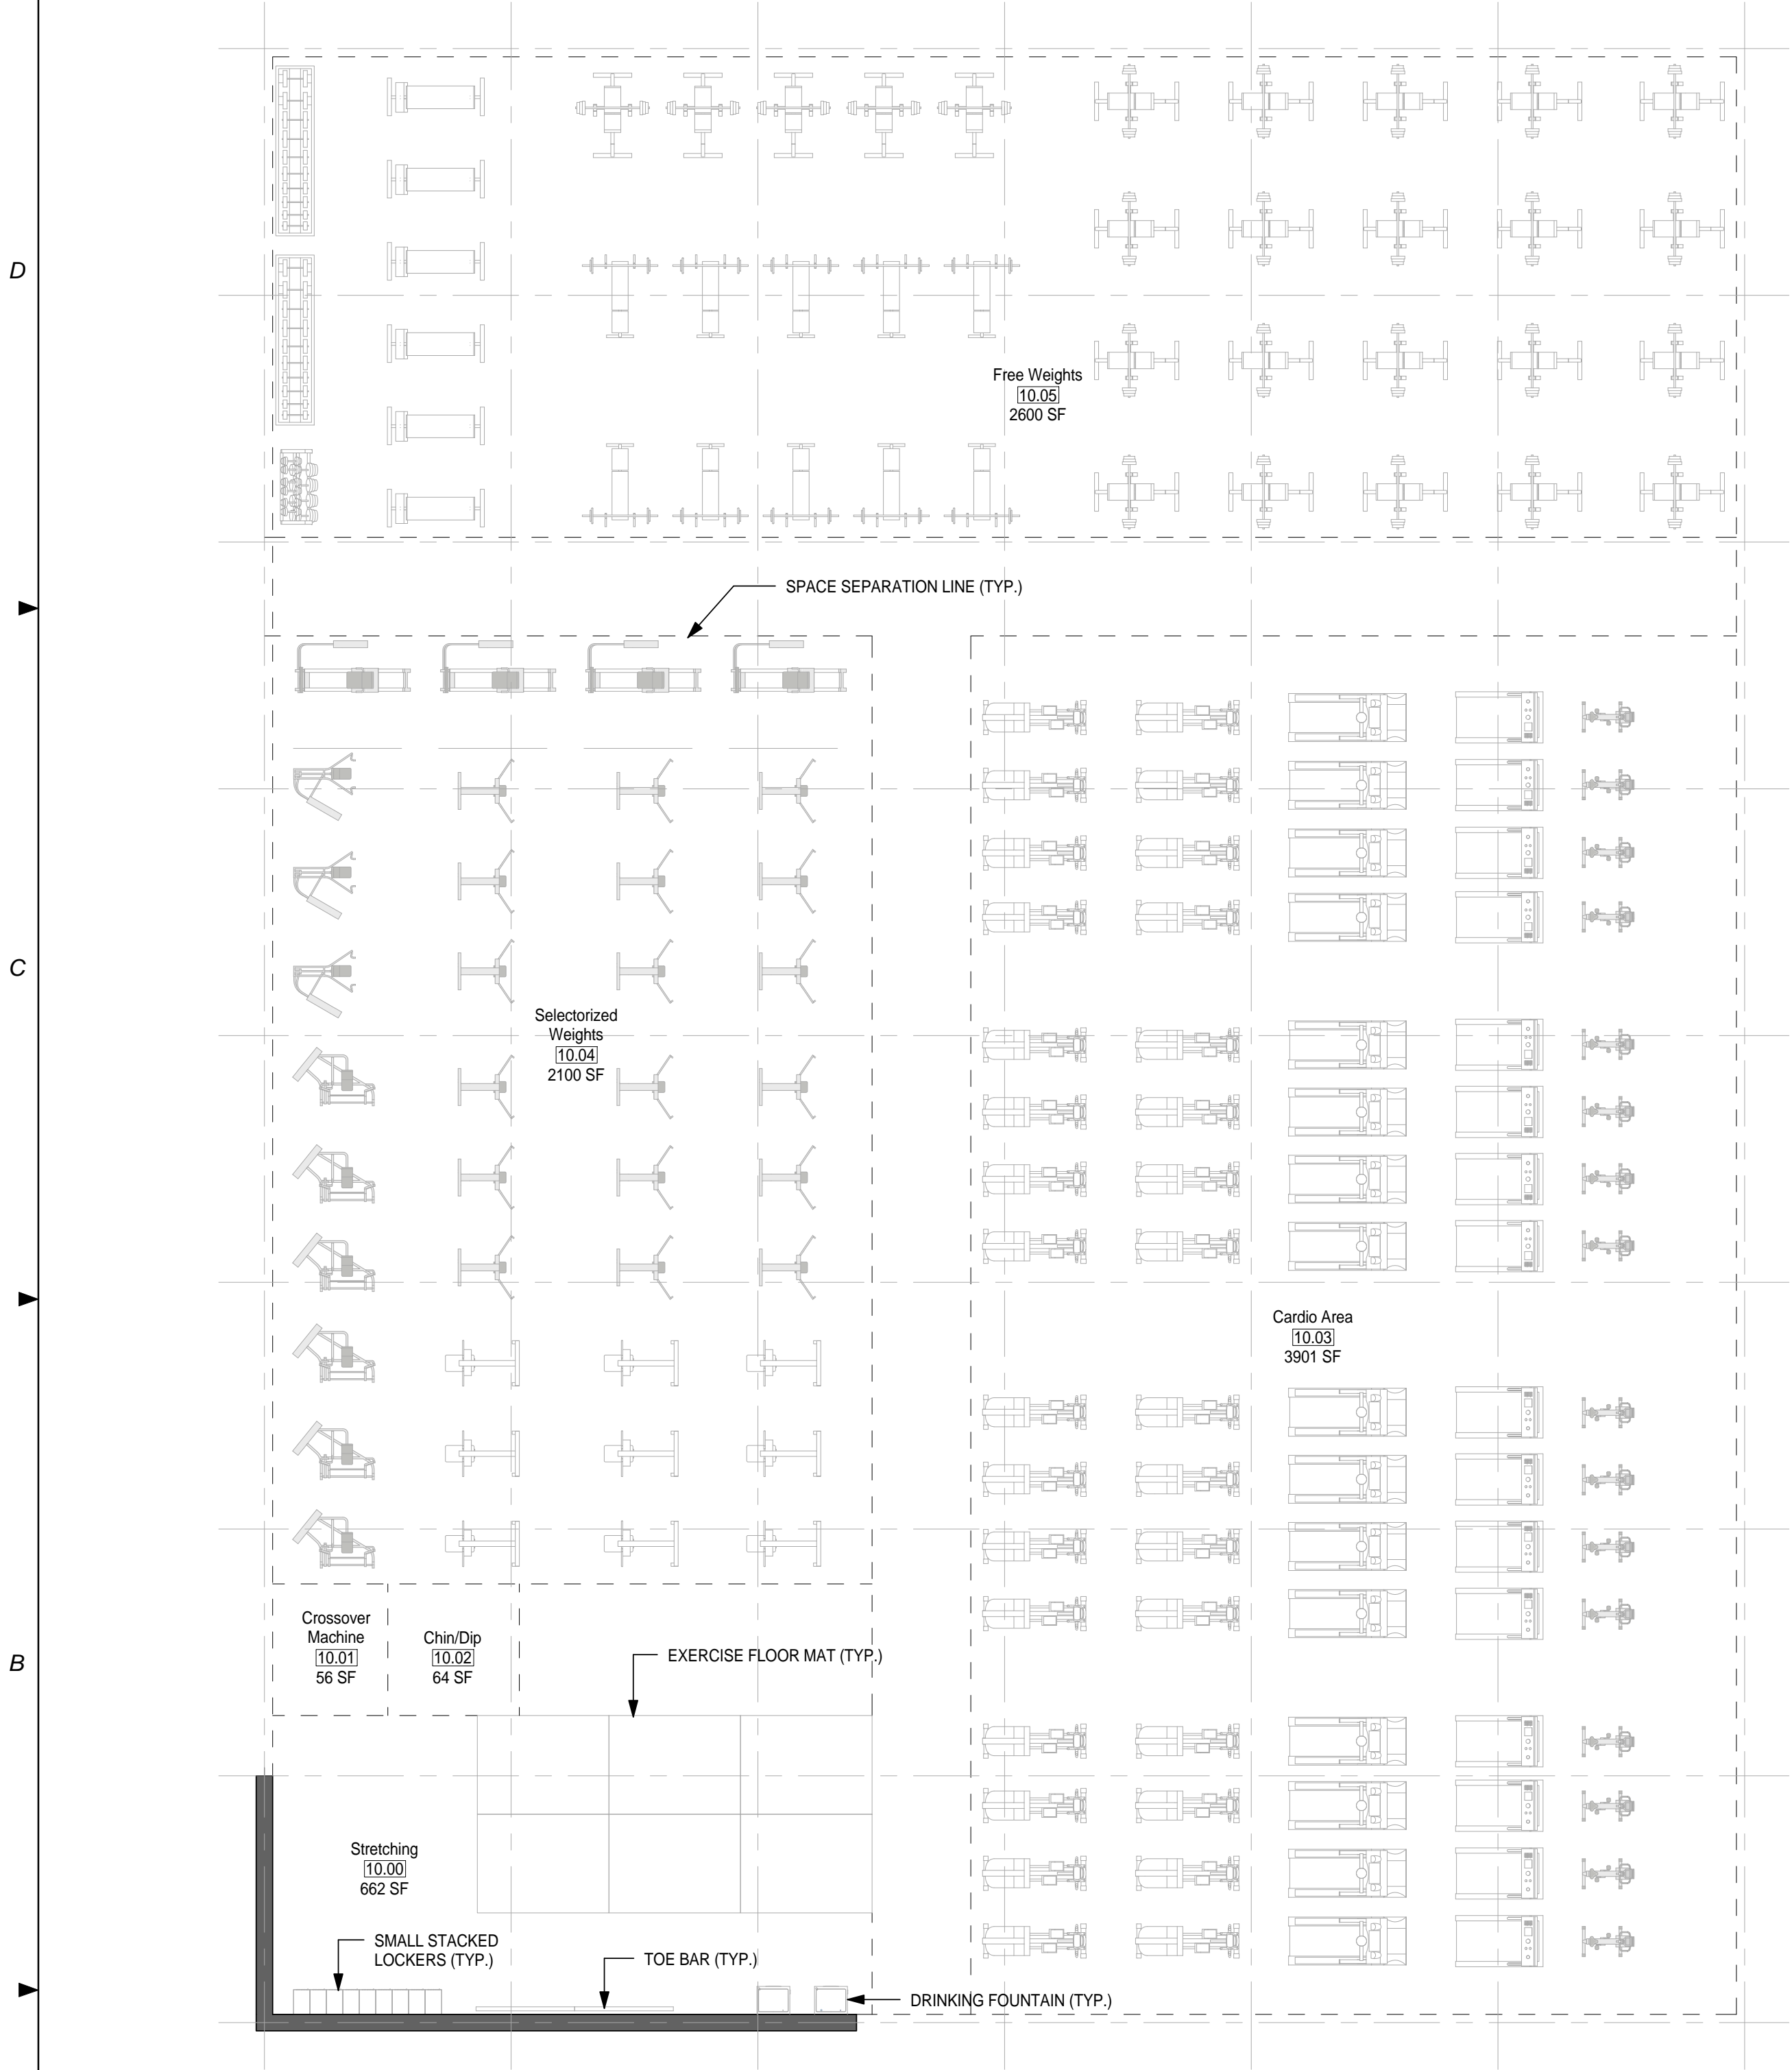 D
Free Weights
10.05
2600 SF
SPACE SEPARATION LINE (TYP.)
C
Selectorized
Weights
10.04
2100 SF
Cardio Area
10.03
3901 SF
B
Crossover
Machine
10.01
56 SF
Chin/Dip
10.02
64 SF
EXERCISE FLOOR MAT (TYP.)
Stretching
10.00
662 SF
SMALL STACKED
LOCKERS (TYP.)
TOE BAR (TYP.)
DRINKING FOUNTAIN (TYP.)